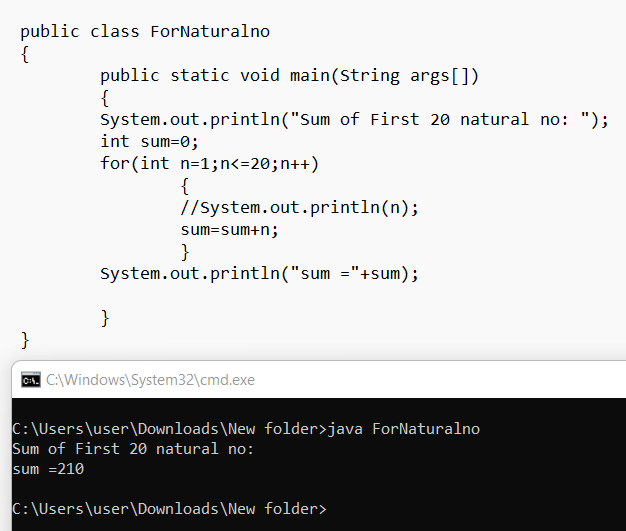 public class ForNaturalno
{
public static void main(String args[])
{
System.out.println("Sum of First 20 natural no: ");
int sum=0;
for(int n=1;n<=20;n++)
{
//System.out.println(n);
sum=sum+n;
}
System.out.println("sum ="+sum);
}
}
C:\Windows\System32\cmd.exe
C:\Users\user\Downloads\New folder>java ForNaturalno
Sum of First 20 natural no:
sum =210
C:\Users\user\Downloads\New folder>